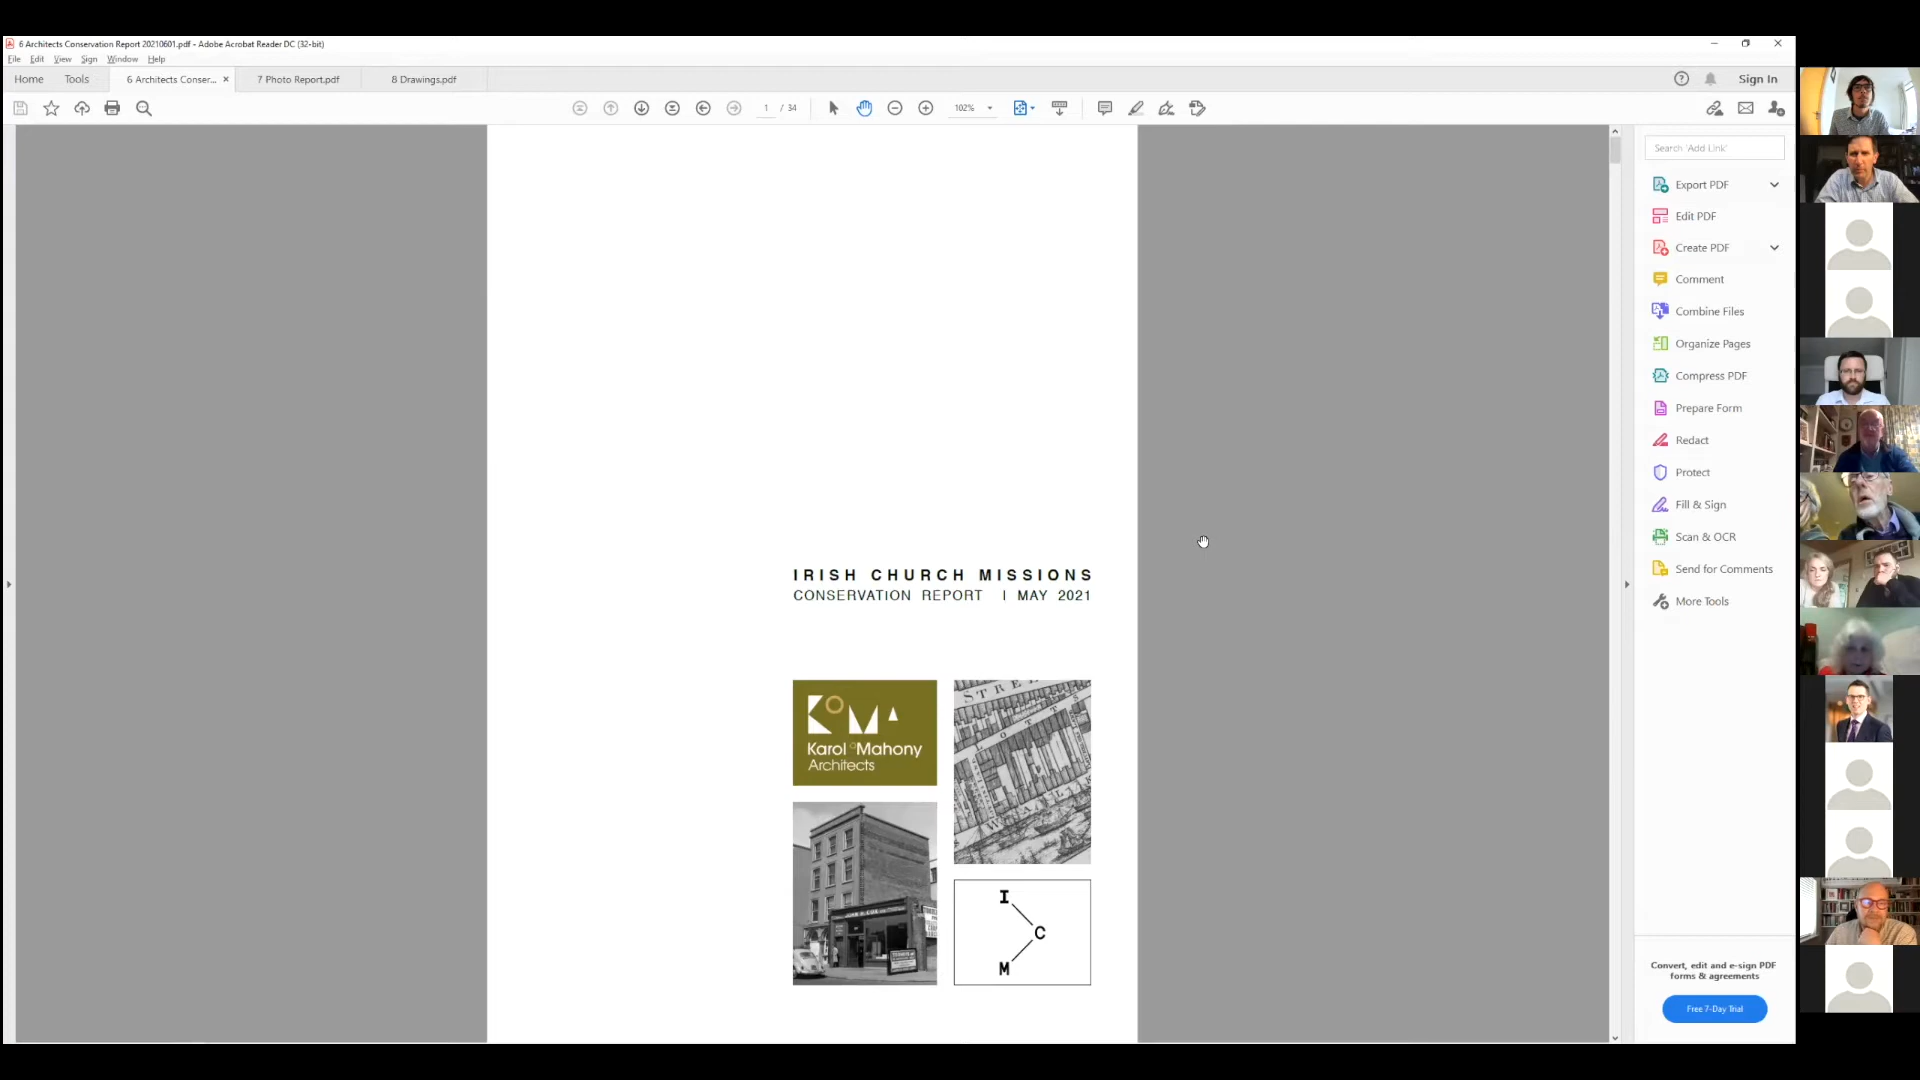 6 Architects Conservation Report 20210601.pdf - Adobe Acrobat Reader DC (32-bit)
File Edit View Sign Window Help
Home Tools 6 Architects Conser... × 7 Photo Report.pdf 8 Drawings.pdf Sign In
1 / 34 102%
Search 'Add Link'
Export PDF
Edit PDF
Create PDF
Comment
Combine Files
Organize Pages
Compress PDF
Prepare Form
Redact
Protect
Fill & Sign
Scan & OCR
Send for Comments
More Tools
Convert, edit and e-sign PDF
forms & agreements
Free 7-Day Trial
IRISH CHURCH MISSIONS
CONSERVATION REPORT | MAY 2021
KOMA
Karol OMahony
Architects
STRE
LOTT
I
C
M